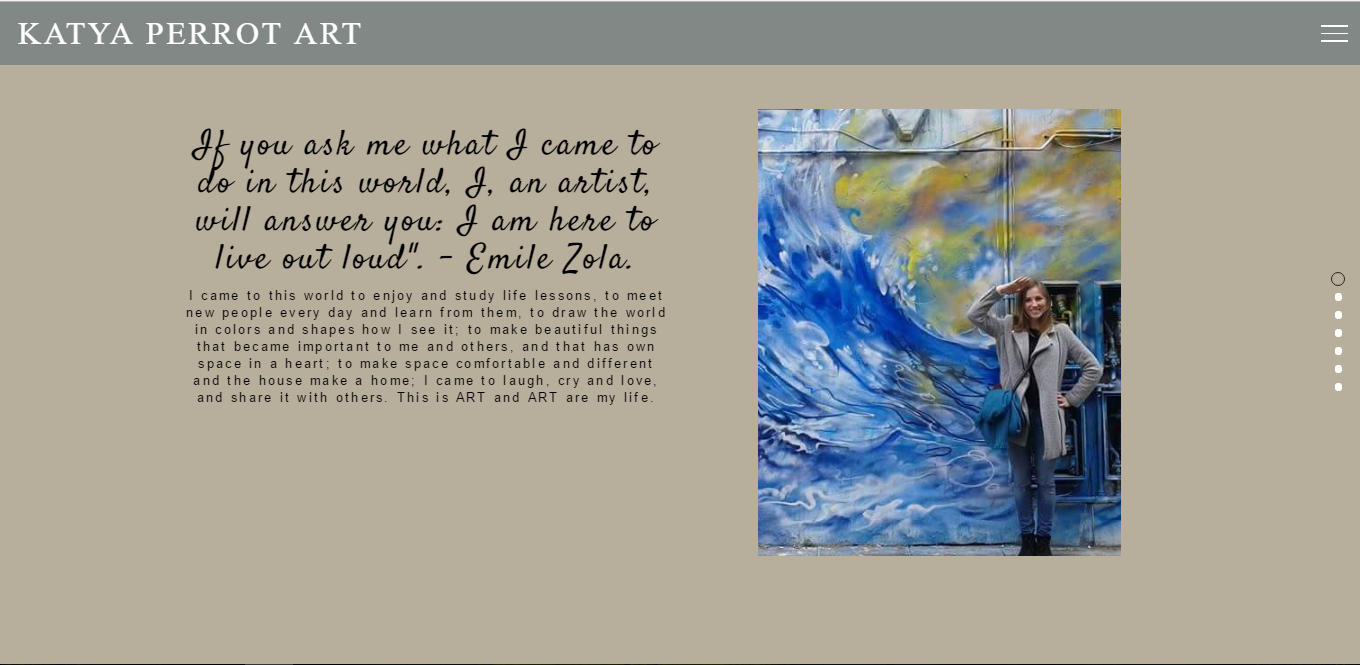 KATYA PERROT ART
If you ask me what I came to
do in this world, I, an artist,
will answer you: I am here to
live out loud". - Emile Zola.
I came to this world to enjoy and study life lessons, to meet
new people every day and learn from them, to draw the world
in colors and shapes how I see it; to make beautiful things
that became important to me and others, and that has own
space in a heart; to make space comfortable and different
and the house make a home; I came to laugh, cry and love,
and share it with others. This is ART and ART are my life.